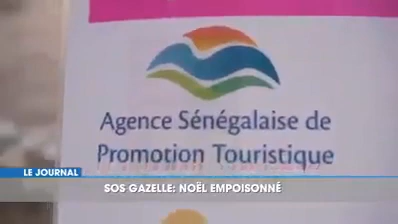 Agence Sénégalaise de
Promotion Touristique
LE JOURNAL
SOS GAZELLE: NOËL EMPOISONNÉ